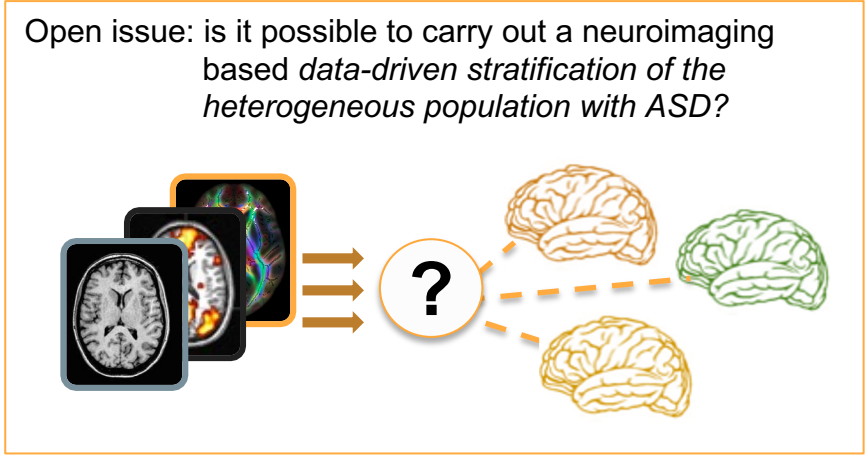 Open issue: is it possible to carry out a neuroimaging
based data-driven stratification of the
heterogeneous population with ASD?
?